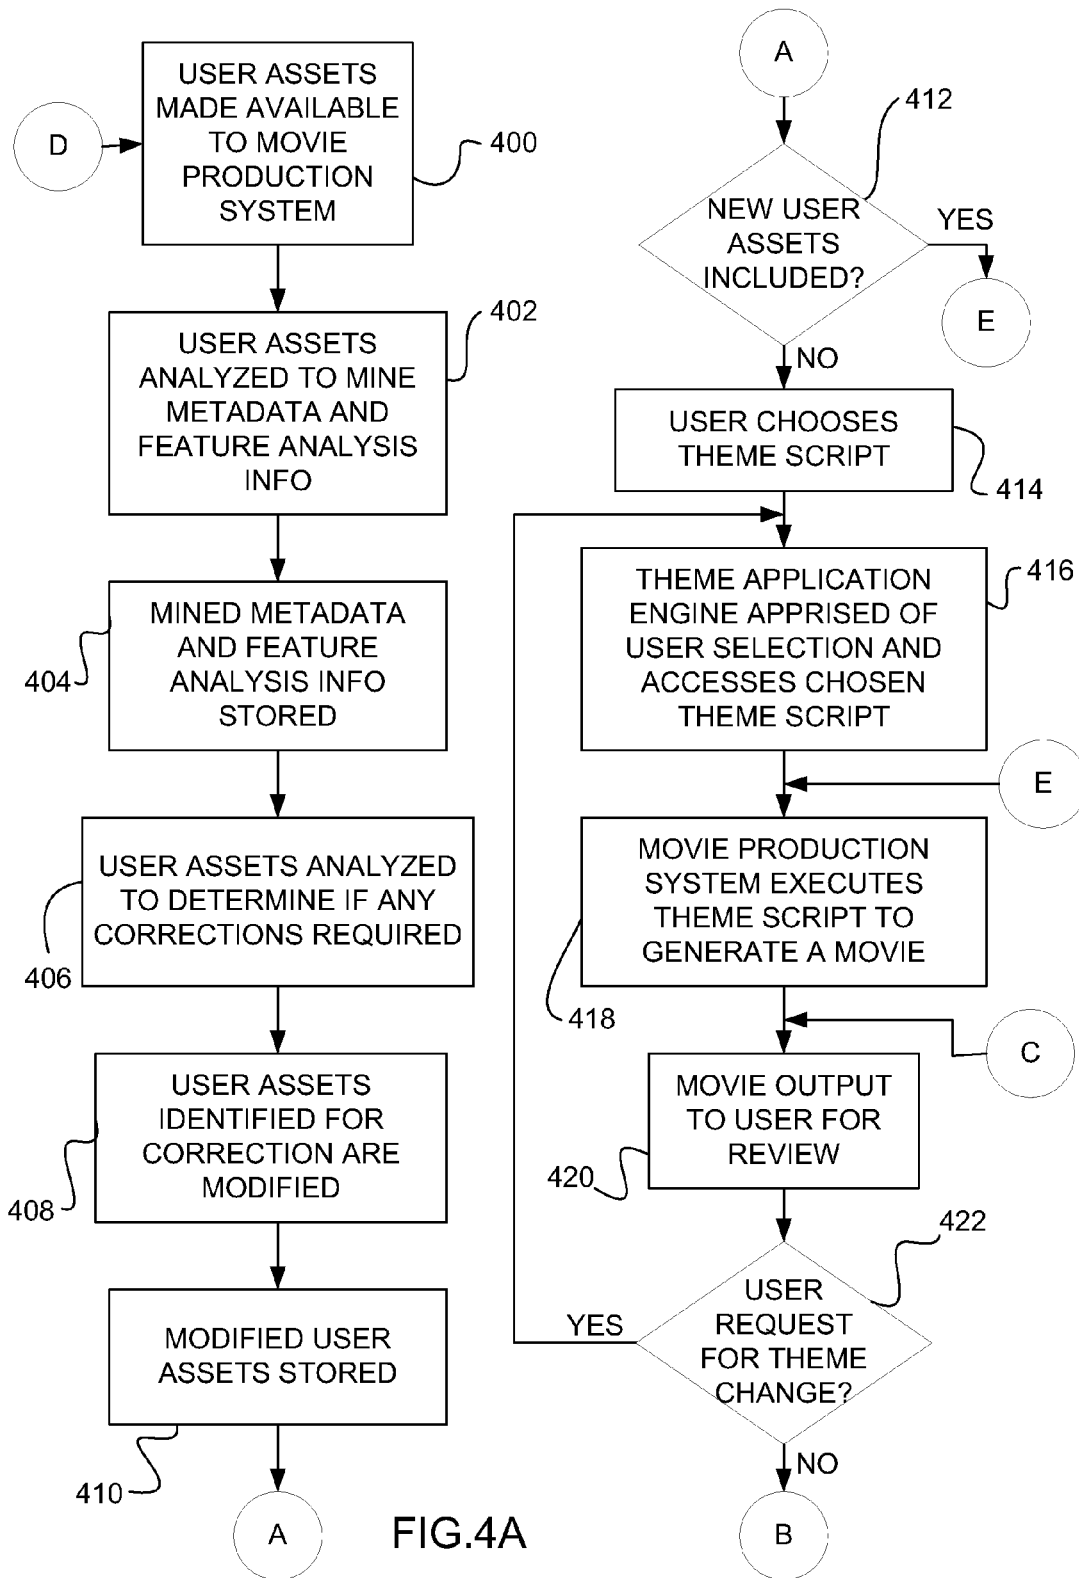 D
USER ASSETS
MADE AVAILABLE
TO MOVIE
PRODUCTION
SYSTEM
400
USER ASSETS
ANALYZED TO MINE
METADATA AND
FEATURE ANALYSIS
INFO
402
MINED METADATA
AND FEATURE
ANALYSIS INFO
STORED
404
USER ASSETS ANALYZED
TO DETERMINE IF ANY
CORRECTIONS REQUIRED
406
USER ASSETS
IDENTIFIED FOR
CORRECTION ARE
MODIFIED
408
MODIFIED USER
ASSETS STORED
410
A
A
412
NEW USER
ASSETS
INCLUDED?
YES
E
NO
USER CHOOSES
THEME SCRIPT
414
THEME APPLICATION
ENGINE APPRISED OF
USER SELECTION AND
ACCESSES CHOSEN
THEME SCRIPT
416
E
MOVIE PRODUCTION
SYSTEM EXECUTES
THEME SCRIPT TO
GENERATE A MOVIE
418
C
MOVIE OUTPUT
TO USER FOR
REVIEW
420
422
USER
REQUEST
FOR THEME
CHANGE?
YES
NO
B
FIG.4A